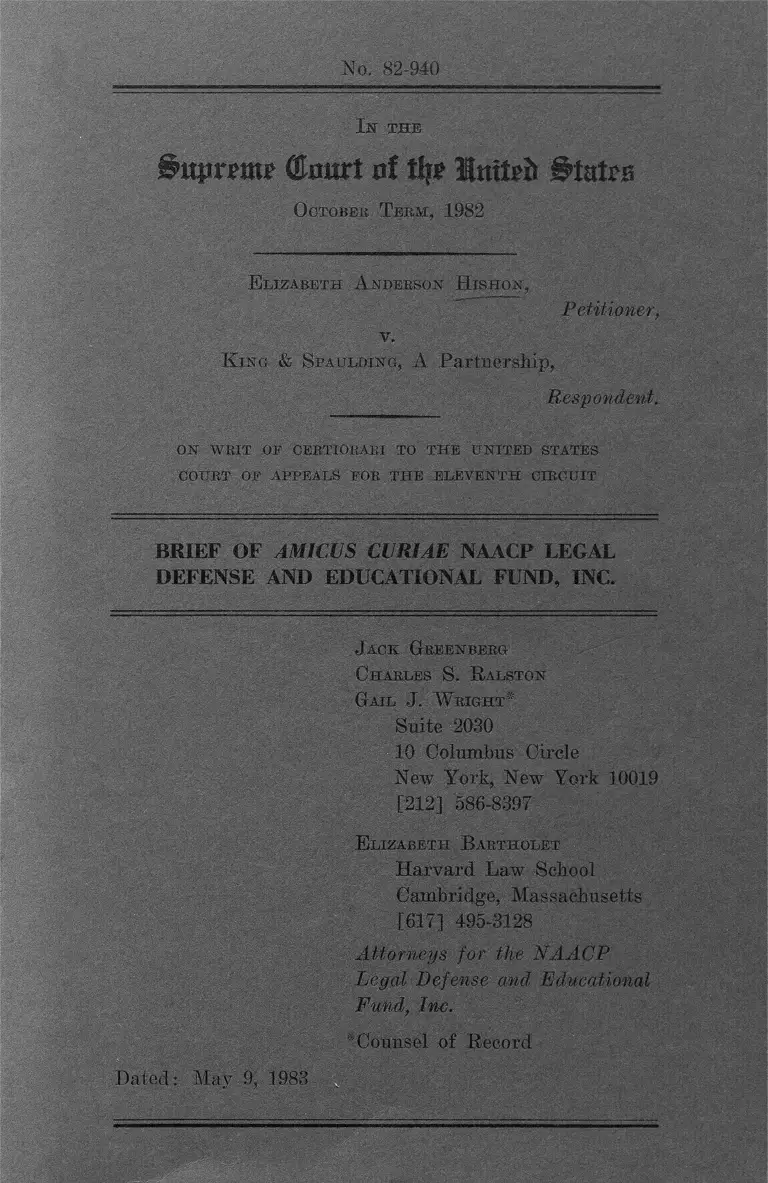 No. 82-940
IN THE
Supreme Court of the United States
OCTOBER TERM, 1982
ELIZABETH ANDERSON HISHON,
Petitioner,
v.
KING & SPAULDING, A Partnership,
Respondent.
ON WRIT OF CERTIORARI TO THE UNITED STATES
COURT OF APPEALS FOR THE ELEVENTH CIRCUIT
BRIEF OF AMICUS CURIAE NAACP LEGAL
DEFENSE AND EDUCATIONAL FUND, INC.
JACK GREENBERG
CHARLES S. RALSTON
GAIL J. WRIGHT*
Suite 2030
10 Columbus Circle
New York, New York 10019
[212] 586-8397
ELIZABETH BARTHOLET
Harvard Law School
Cambridge, Massachusetts
[617] 495-3128
Attorneys for the NAACP
Legal Defense and Educational
Fund, Inc.
*Counsel of Record
Dated: May 9, 1983